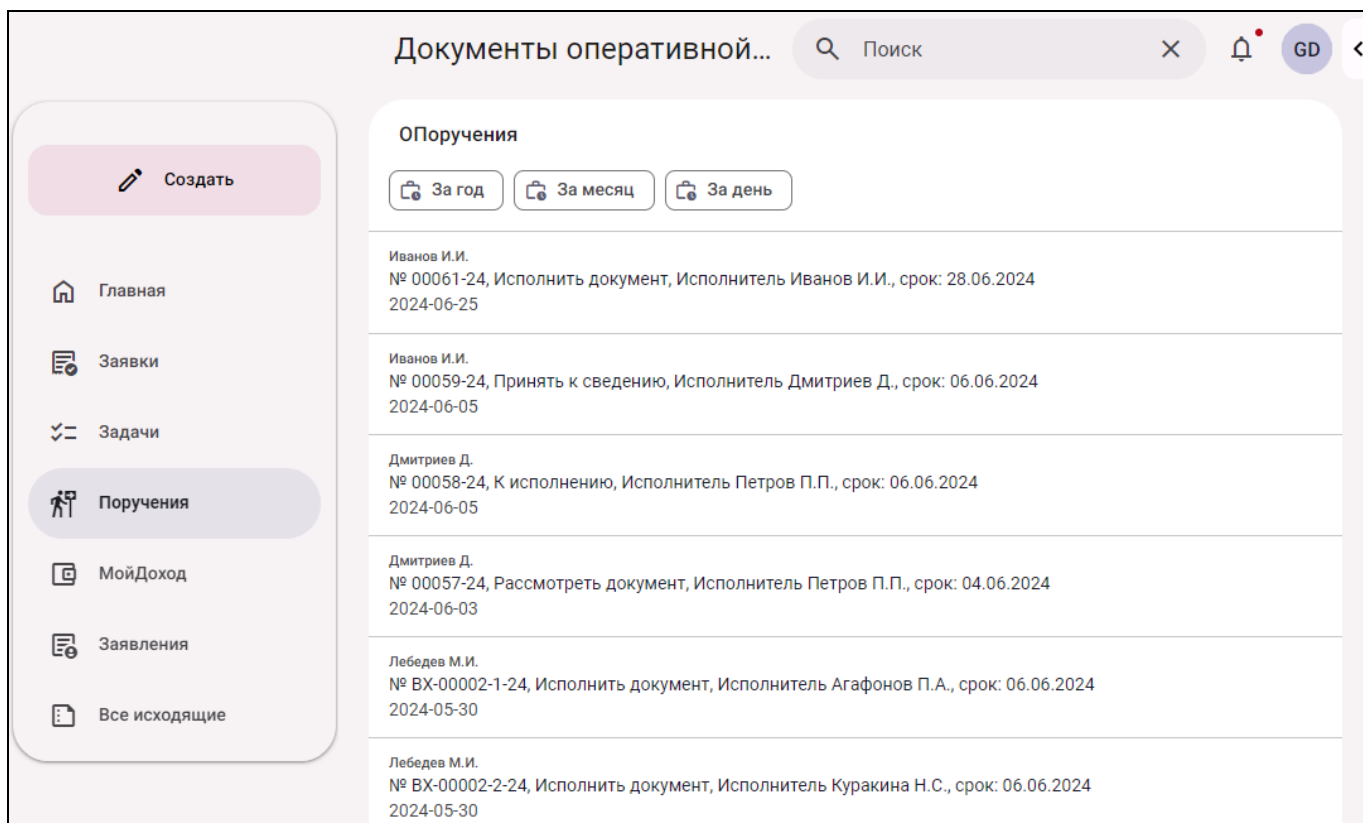 Документы оперативной...
Поиск
GD
Создать
Главная
Заявки
Задачи
Поручения
МойДоход
Заявления
Все исходящие
ОПоручения
За год
За месяц
За день
Иванов И.И.
№ 00061-24, Исполнить документ, Исполнитель Иванов И.И., срок: 28.06.2024
2024-06-25
Иванов И.И.
№ 00059-24, Принять к сведению, Исполнитель Дмитриев Д., срок: 06.06.2024
2024-06-05
Дмитриев Д.
№ 00058-24, К исполнению, Исполнитель Петров П.П., срок: 06.06.2024
2024-06-05
Дмитриев Д.
№ 00057-24, Рассмотреть документ, Исполнитель Петров П.П., срок: 04.06.2024
2024-06-03
Лебедев М.И.
№ ВХ-00002-1-24, Исполнить документ, Исполнитель Агафонов П.А., срок: 06.06.2024
2024-05-30
Лебедев М.И.
№ ВХ-00002-2-24, Исполнить документ, Исполнитель Куракина Н.С., срок: 06.06.2024
2024-05-30